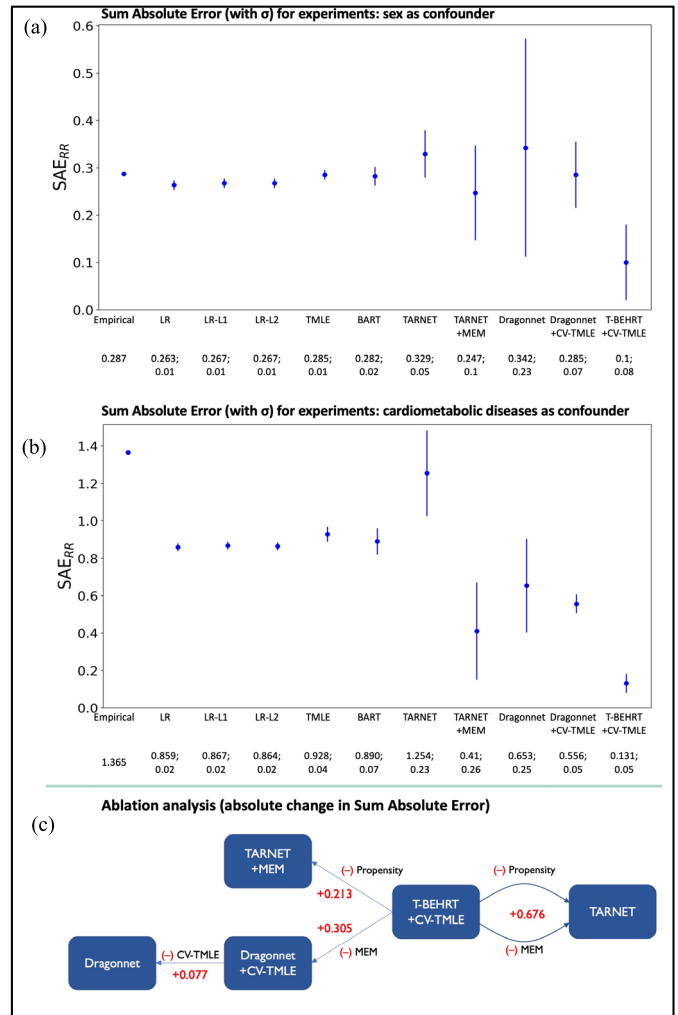 (a)
Sum Absolute Error (with σ) for experiments: sex as confounder
SAE_RR
0.6
0.5
0.4
0.3
0.2
0.1
0.0
Empirical LR LR-L1 LR-L2 TMLE BART TARNET TARNET +MEM Dragonnet Dragonnet +CV-TMLE T-BEHRT +CV-TMLE
0.287 0.263; 0.01 0.267; 0.01 0.267; 0.01 0.285; 0.01 0.282; 0.02 0.329; 0.05 0.247; 0.1 0.342; 0.23 0.285; 0.07 0.1; 0.08
Sum Absolute Error (with σ) for experiments: cardiometabolic diseases as confounder
(b)
SAE_RR
1.4
1.2
1.0
0.8
0.6
0.4
0.2
0.0
Empirical LR LR-L1 LR-L2 TMLE BART TARNET TARNET +MEM Dragonnet Dragonnet +CV-TMLE T-BEHRT +CV-TMLE
1.365 0.859; 0.02 0.867; 0.02 0.864; 0.02 0.928; 0.04 0.890; 0.07 1.254; 0.23 0.41; 0.26 0.653; 0.25 0.556; 0.05 0.131; 0.05
Ablation analysis (absolute change in Sum Absolute Error)
(c)
TARNET
+MEM
(–) Propensity
+0.213
T-BEHRT
+CV-TMLE
(–) Propensity
+0.676
(–) MEM
TARNET
+0.305
(–) MEM
Dragonnet
+CV-TMLE
(–) CV-TMLE
+0.077
Dragonnet